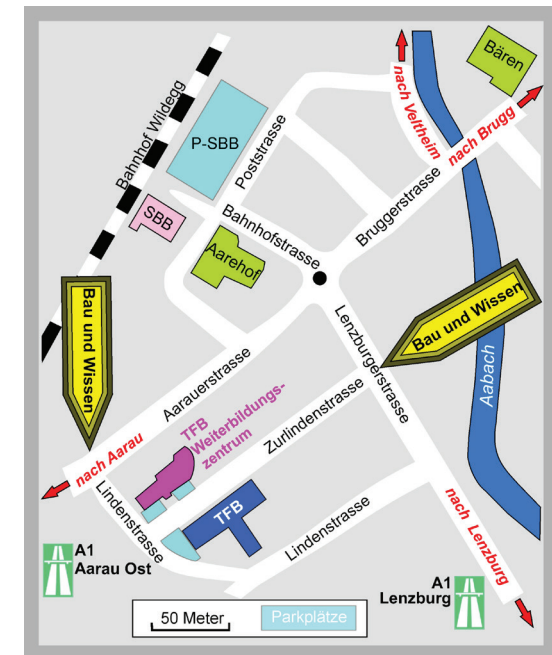 Bären
nach Veltheim
nach Brugg
Bahnhof Wildegg
P-SBB
Poststrasse
Bruggerstrasse
SBB
Bahnhofstrasse
Aarehof
Bau und Wissen
Bau und Wissen
Lenzburgerstrasse
Aabach
Aarauerstrasse
TFB
Weiterbildungs-
zentrum
Zurlindenstrasse
nach Aarau
Lindenstrasse
TFB
Lindenstrasse
nach Lenzburg
A1
Aarau Ost
A1
Lenzburg
50 Meter
Parkplätze